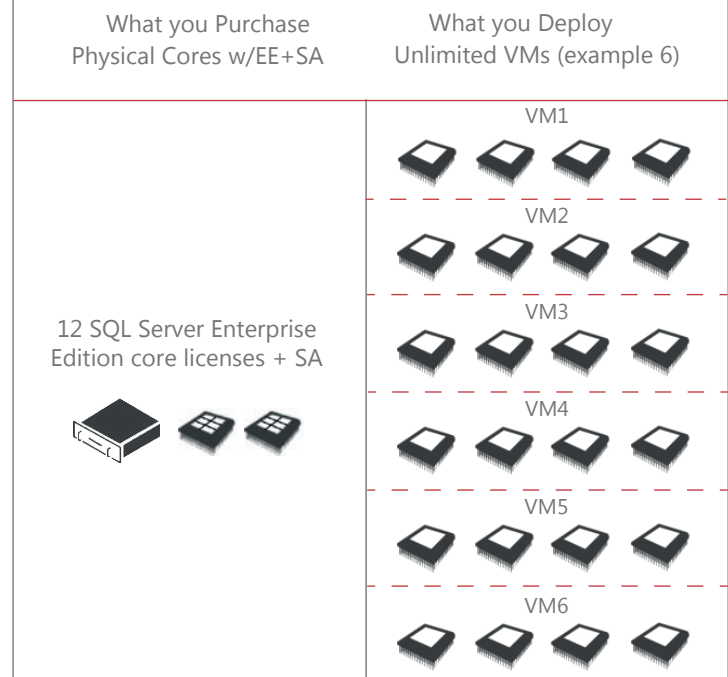 What you Purchase
Physical Cores w/EE+SA
What you Deploy
Unlimited VMs (example 6)
12 SQL Server Enterprise
Edition core licenses + SA
VM1
VM2
VM3
VM4
VM5
VM6